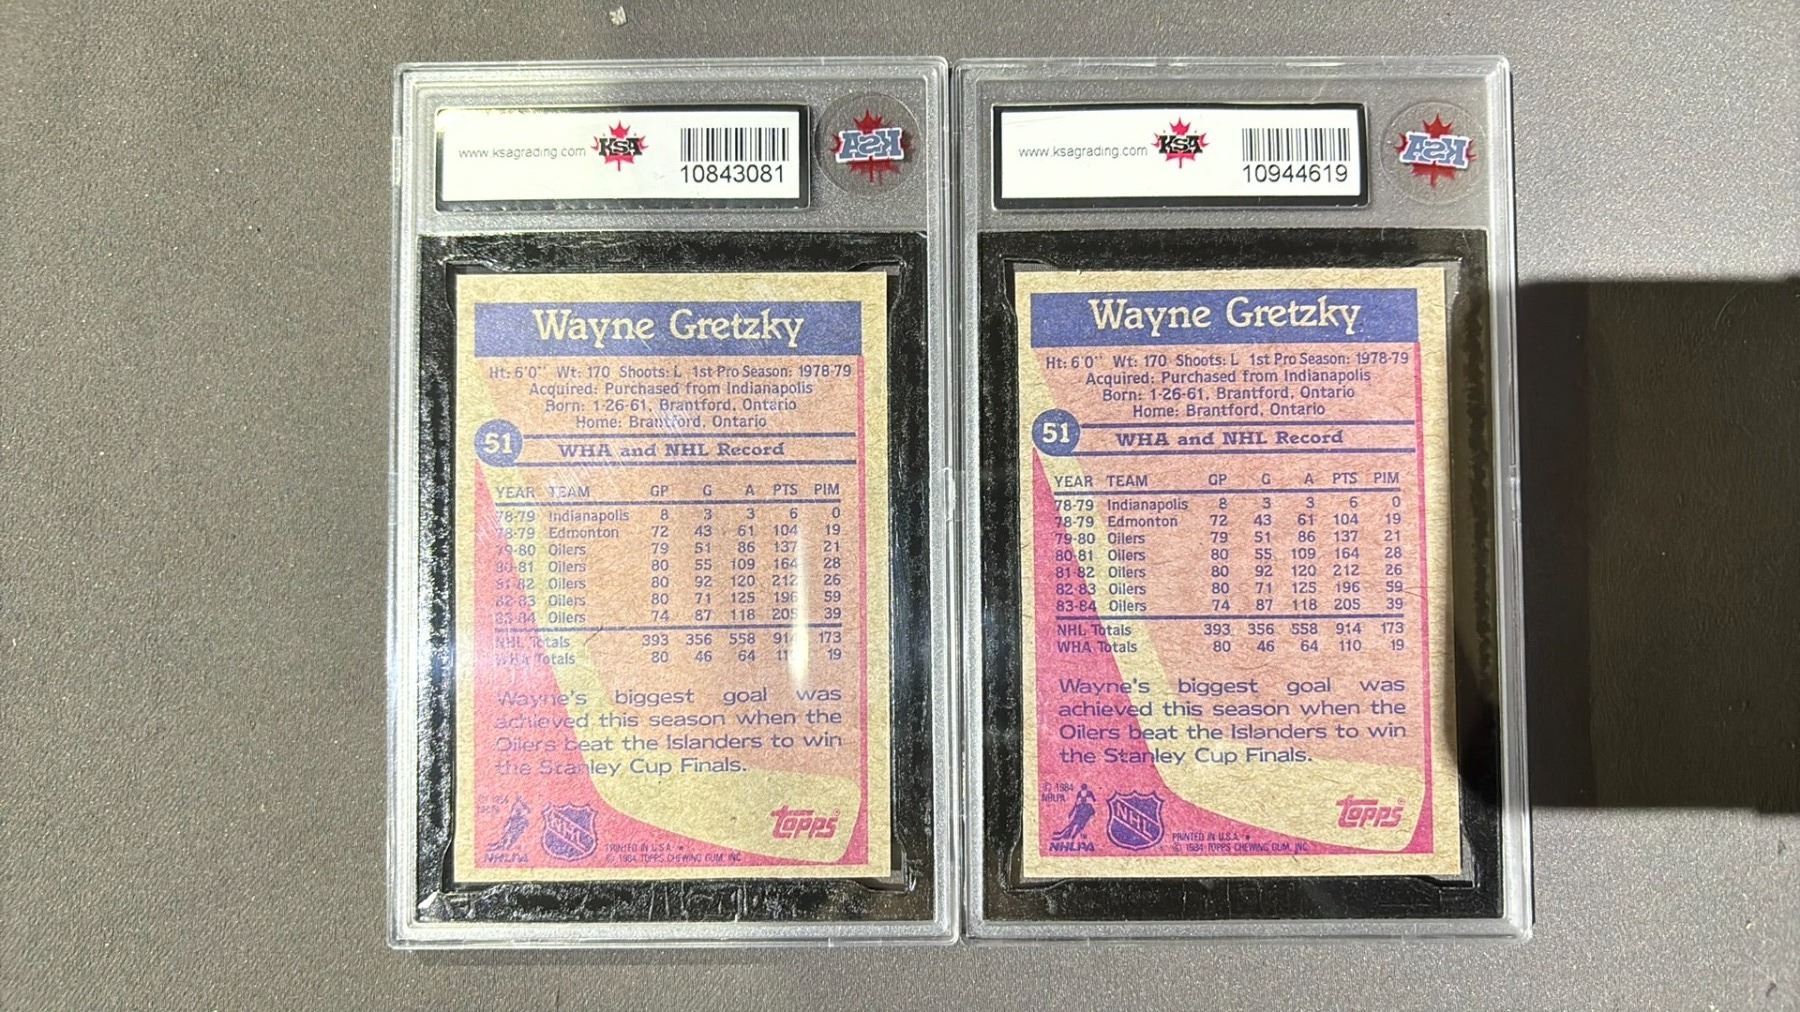 www.ksagrading.com KSA
10843081
KSA
Wayne Gretzky
Ht: 6'0'' Wt: 170 Shoots: L 1st Pro Season: 1978-79
Acquired: Purchased from Indianapolis
Born: 1-26-61, Brantford, Ontario
Home: Brantford, Ontario
51
WHA and NHL Record
YEAR TEAM GP G A PTS PIM
78-79 Indianapolis 8 3 3 6 0
78-79 Edmonton 72 43 61 104 19
79-80 Oilers 79 51 86 137 21
80-81 Oilers 80 55 109 164 28
81-82 Oilers 80 92 120 212 26
82-83 Oilers 80 71 125 196 59
83-84 Oilers 74 87 118 205 39
NHL Totals 393 356 558 914 173
WHA Totals 80 46 64 110 19
Wayne's biggest goal was
achieved this season when the
Oilers beat the Islanders to win
the Stanley Cup Finals.
© 1984
NHLPA
NHLPA
NHL
topps®
PRINTED IN U.S.A. *
© 1984 TOPPS CHEWING GUM, INC.
www.ksagrading.com KSA
10944619
KSA
Wayne Gretzky
Ht: 6'0'' Wt: 170 Shoots: L 1st Pro Season: 1978-79
Acquired: Purchased from Indianapolis
Born: 1-26-61, Brantford, Ontario
Home: Brantford, Ontario
51
WHA and NHL Record
YEAR TEAM GP G A PTS PIM
78-79 Indianapolis 8 3 3 6 0
78-79 Edmonton 72 43 61 104 19
79-80 Oilers 79 51 86 137 21
80-81 Oilers 80 55 109 164 28
81-82 Oilers 80 92 120 212 26
82-83 Oilers 80 71 125 196 59
83-84 Oilers 74 87 118 205 39
NHL Totals 393 356 558 914 173
WHA Totals 80 46 64 110 19
Wayne's biggest goal was
achieved this season when the
Oilers beat the Islanders to win
the Stanley Cup Finals.
© 1984
NHLPA
™
NHLPA
NHL
topps®
PRINTED IN U.S.A. *
© 1984 TOPPS CHEWING GUM, INC.